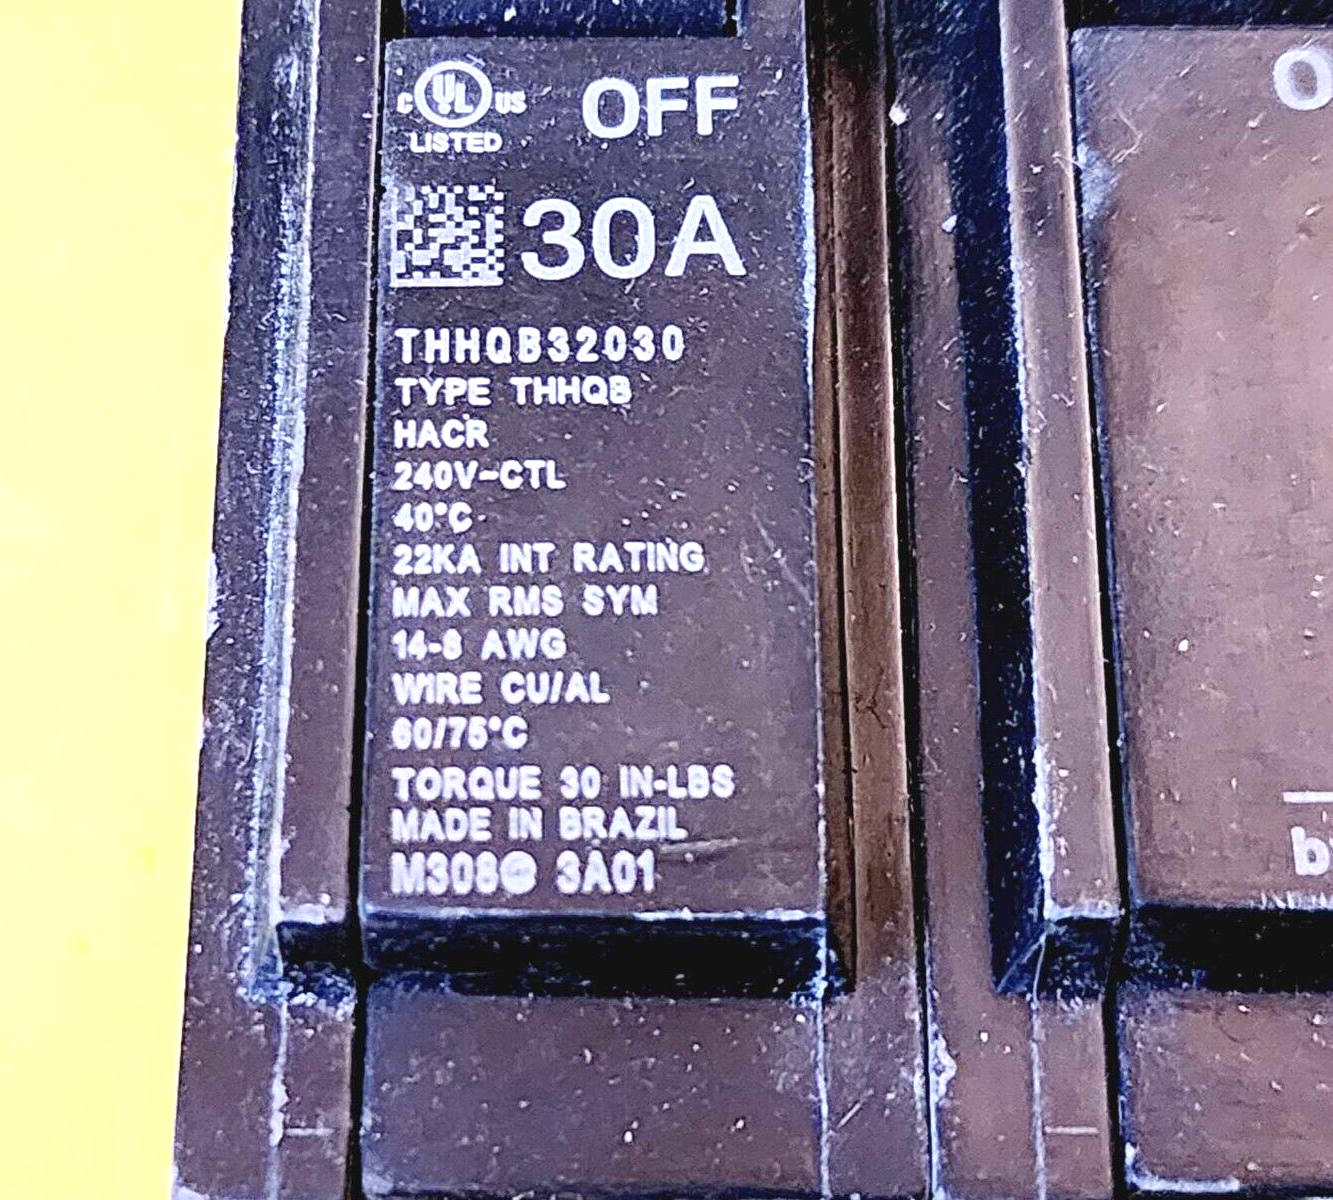 C UL US OFF
LISTED
30A
THHQB32030
TYPE THHQB
HACR
240V-CTL
40°C
22KA INT RATING
MAX RMS SYM
14-8 AWG
WIRE CU/AL
60/75°C
TORQUE 30 IN-LBS
MADE IN BRAZIL
M308 3A01